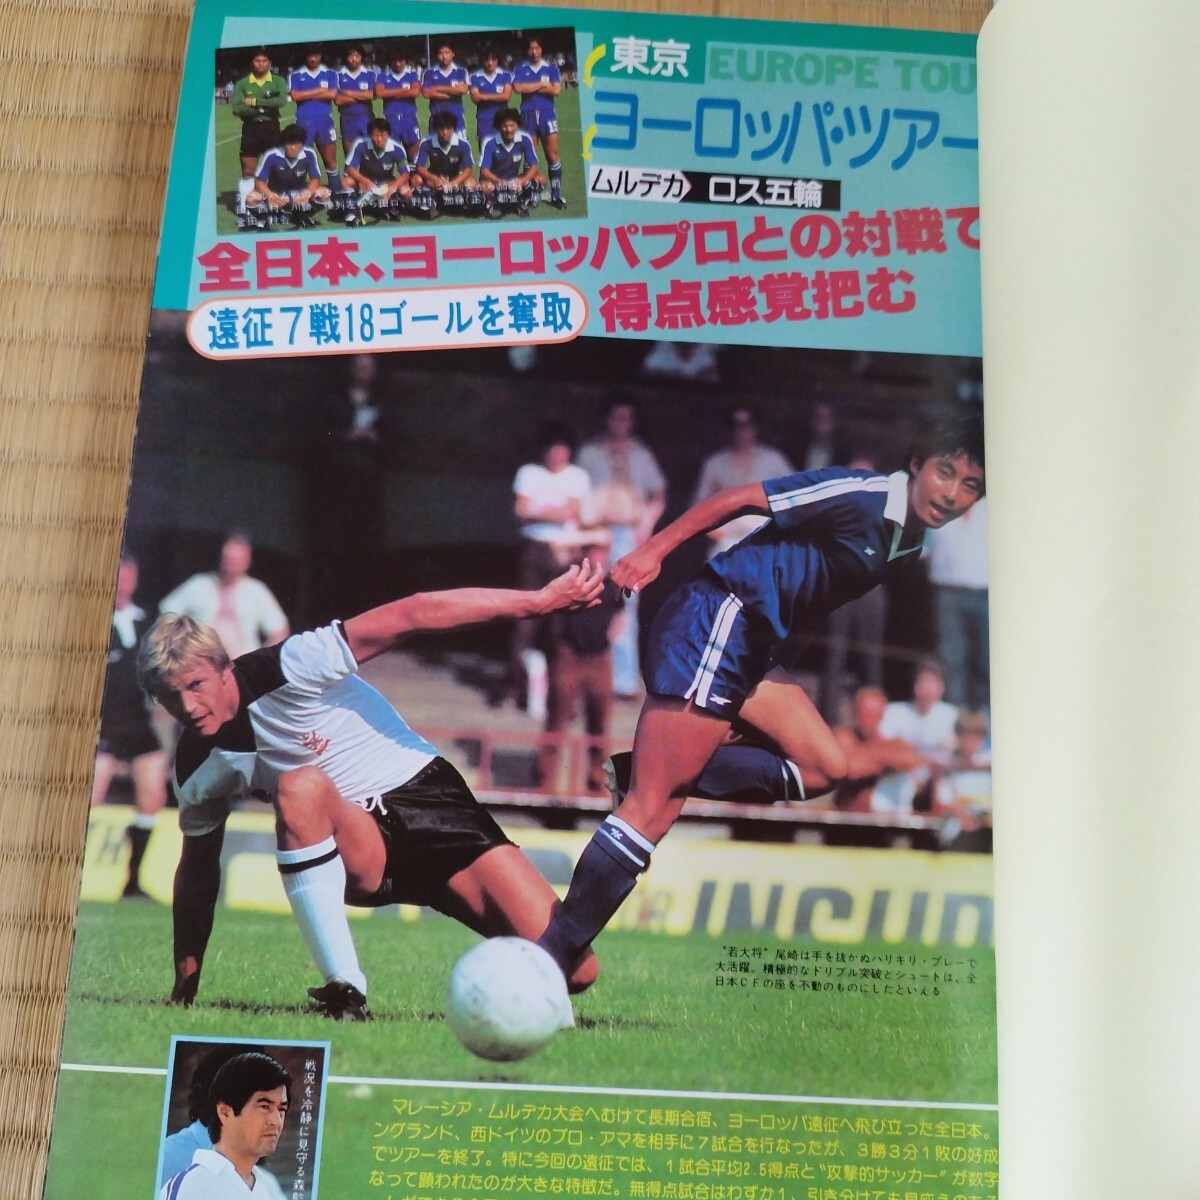 東京
EUROPE TOU
ヨーロッパ・ツアー
ムルデカ ロス五輪
全日本、ヨーロッパプロとの対戦で
得点感覚把む
遠征7戦18ゴールを奪取
INCUD
"若大将"尾崎は手を抜かぬハリキリ・プレーで
大活躍。積極的なドリブル突破とシュートは、全
日本CFの座を不動のものにしたといえる
戦況を冷静に見守る森監
マレーシア・ムルデカ大会へむけて長期合宿、ヨーロッパ遠征へ飛び立った全日本。
ングランド、西ドイツのプロ・アマを相手に7試合を行なったが、3勝3分1敗の好成
でツアーを終了。特に今回の遠征では、1試合平均2.5得点と"攻撃的サッカー"が数字
なって顕われたのが大きな特徴だ。無得点試合はわずか1、引き分けても